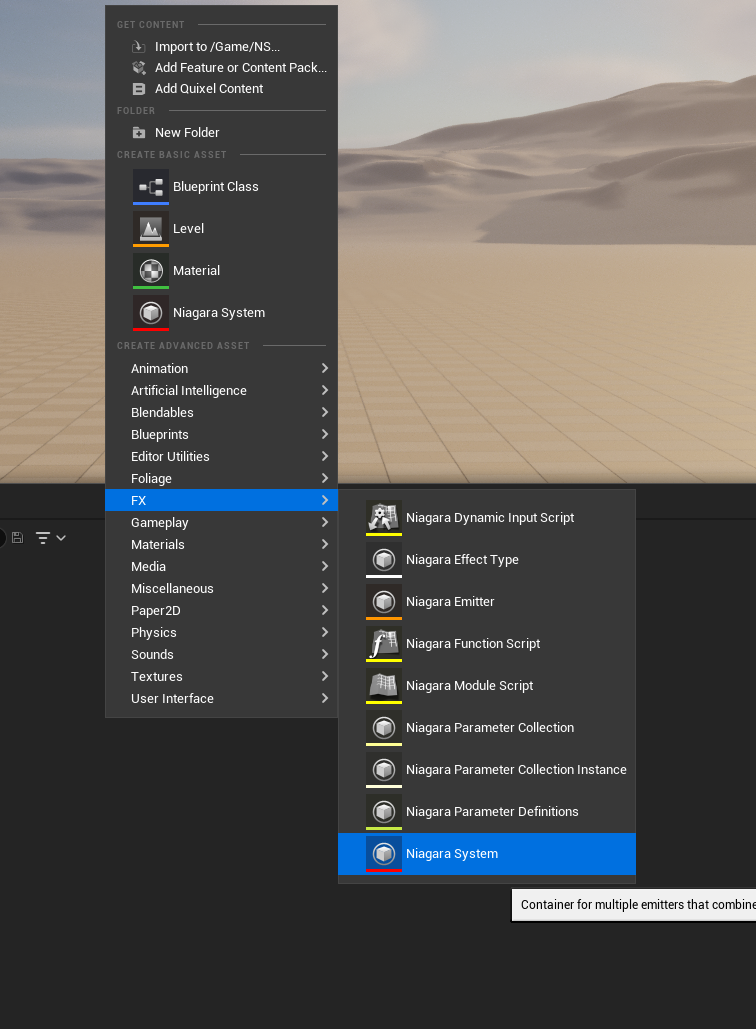 GET CONTENT
Import to /Game/NS...
Add Feature or Content Pack...
Add Quixel Content
FOLDER
New Folder
CREATE BASIC ASSET
Blueprint Class
Level
Material
Niagara System
CREATE ADVANCED ASSET
Animation
Artificial Intelligence
Blendables
Blueprints
Editor Utilities
Foliage
FX
Gameplay
Materials
Media
Miscellaneous
Paper2D
Physics
Sounds
Textures
User Interface
Niagara Dynamic Input Script
Niagara Effect Type
Niagara Emitter
Niagara Function Script
Niagara Module Script
Niagara Parameter Collection
Niagara Parameter Collection Instance
Niagara Parameter Definitions
Niagara System
Container for multiple emitters that combine